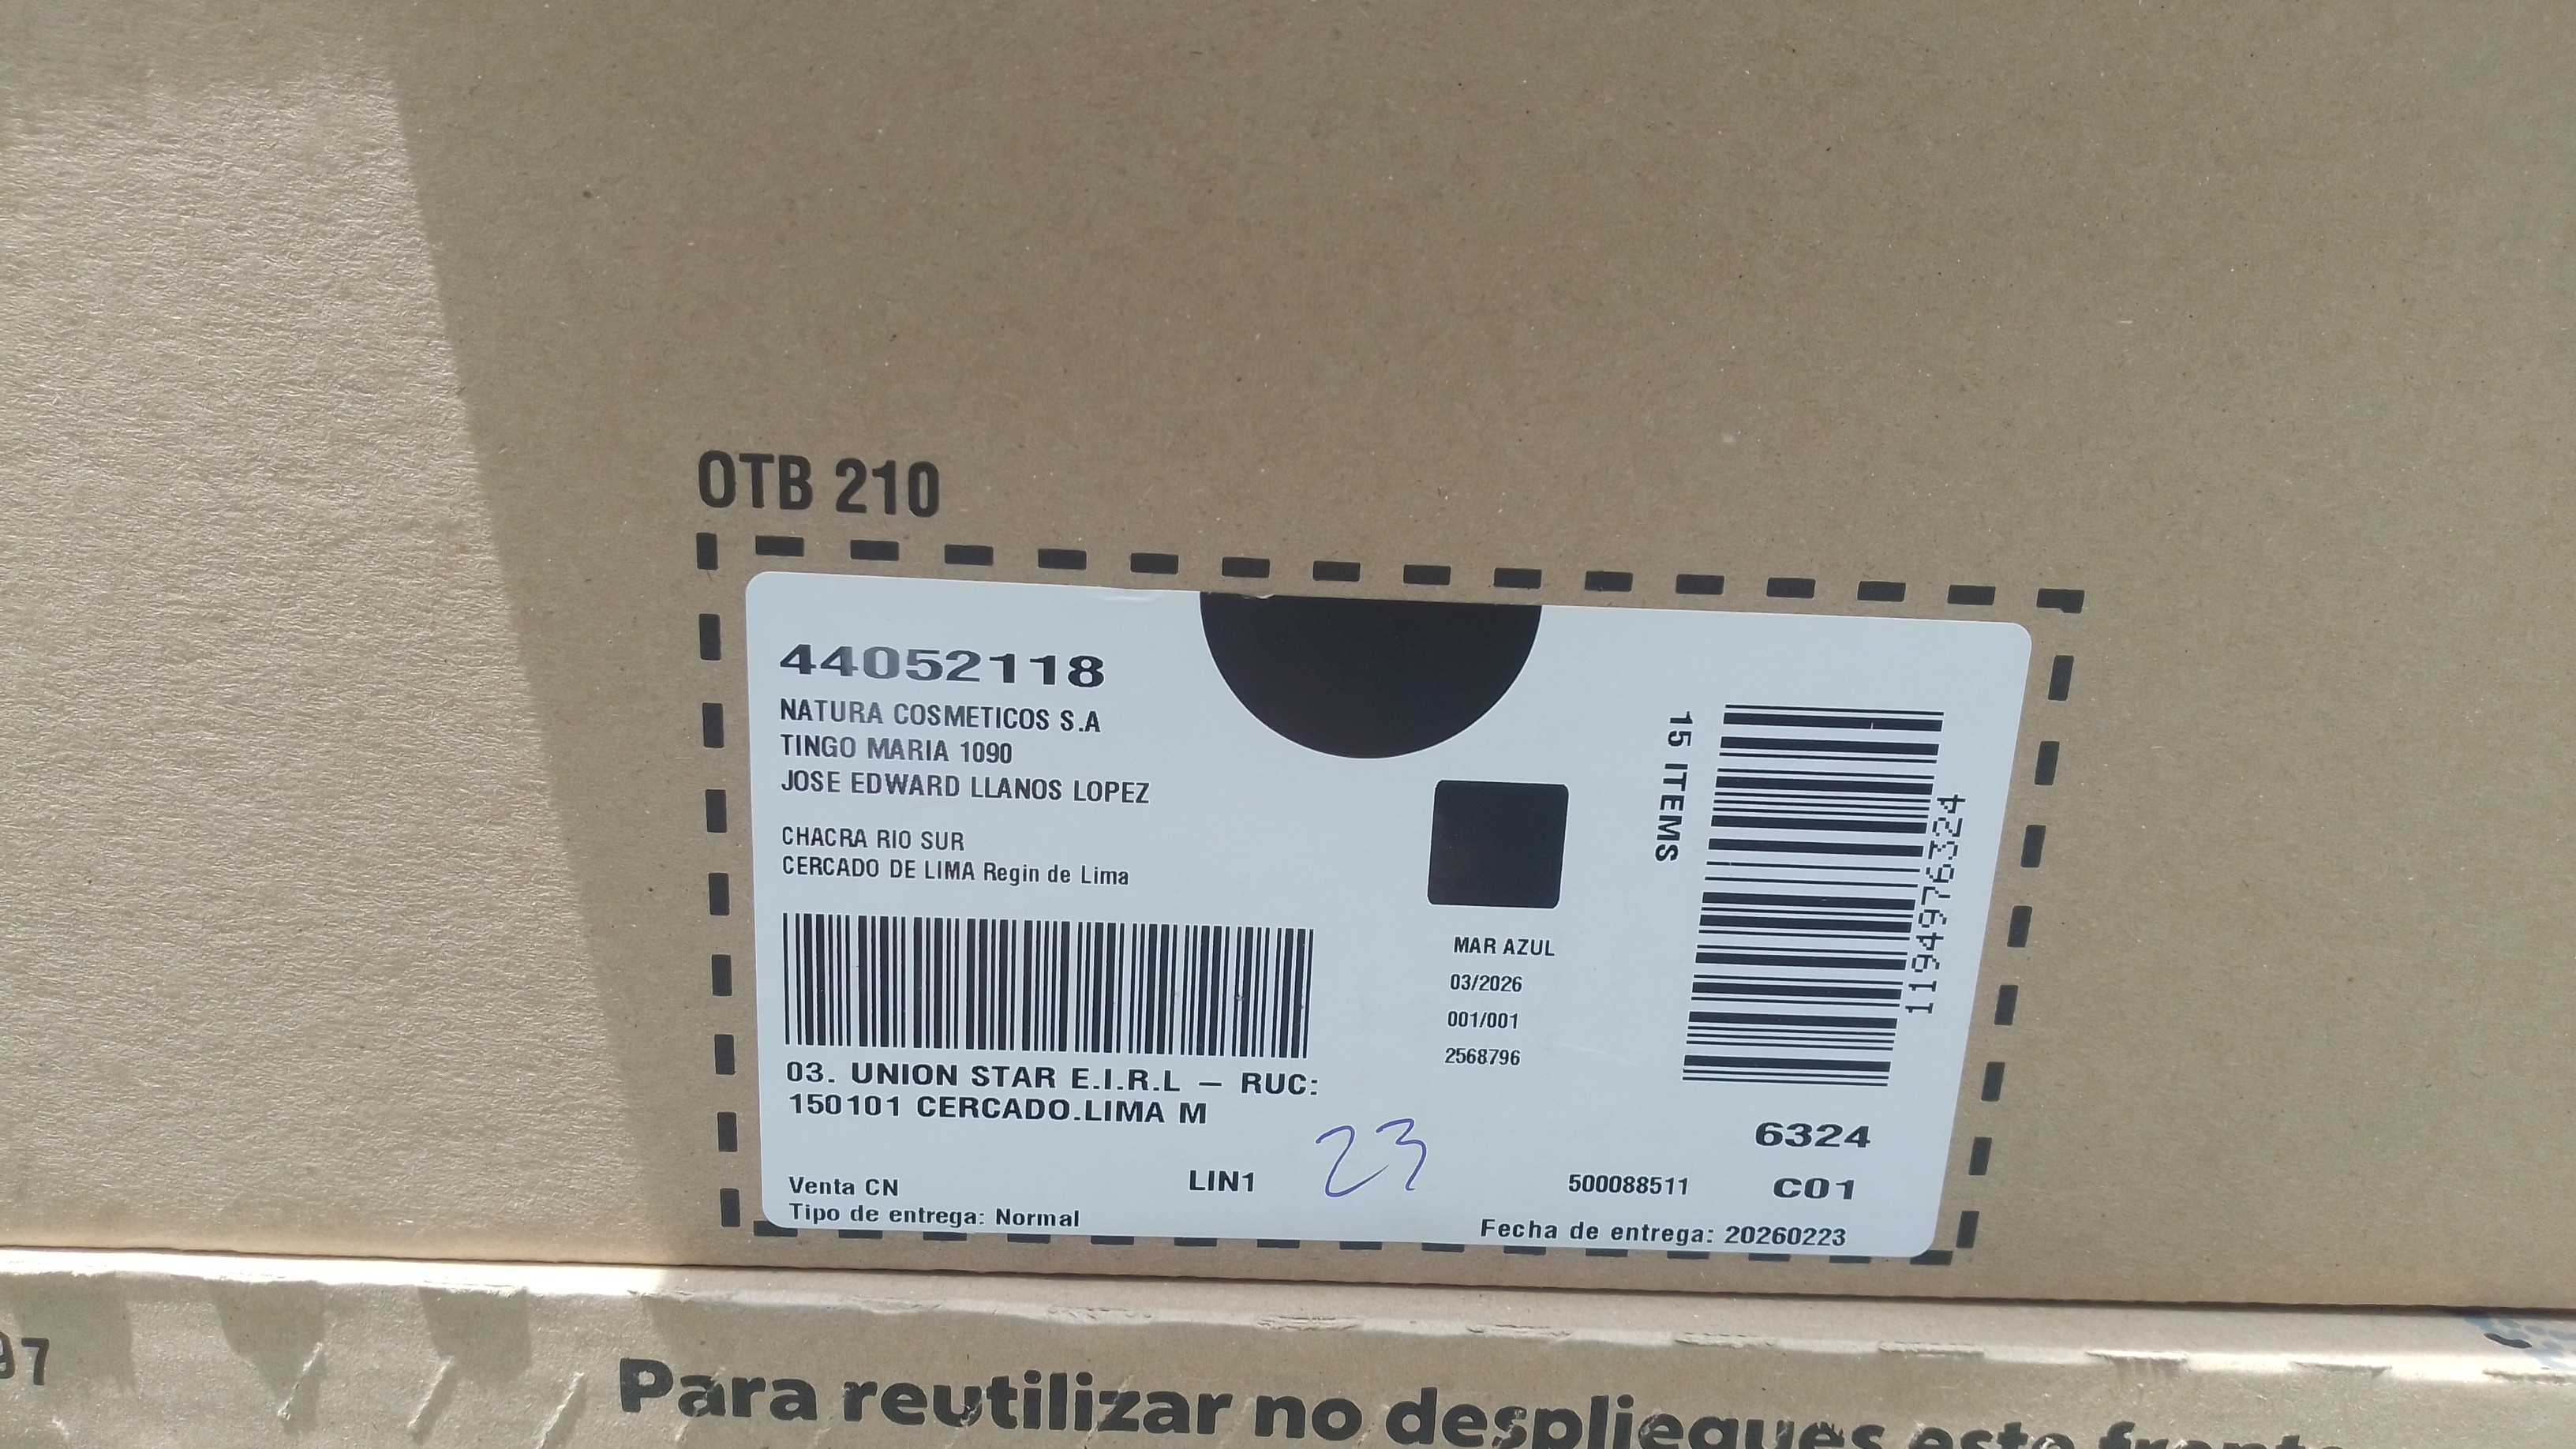 OTB 210
44052118
NATURA COSMETICOS S.A
TINGO MARIA 1090
JOSE EDWARD LLANOS LOPEZ
CHACRA RIO SUR
CERCADO DE LIMA Regin de Lima
03. UNION STAR E.I.R.L – RUC:
150101 CERCADO.LIMA M
Venta CN
LIN1
23
Tipo de entrega: Normal
MAR AZUL
03/2026
001/001
2568796
15 ITEMS
1194976324
6324
500088511
C01
Fecha de entrega: 20260223
97
Para reutilizar no despliegues este